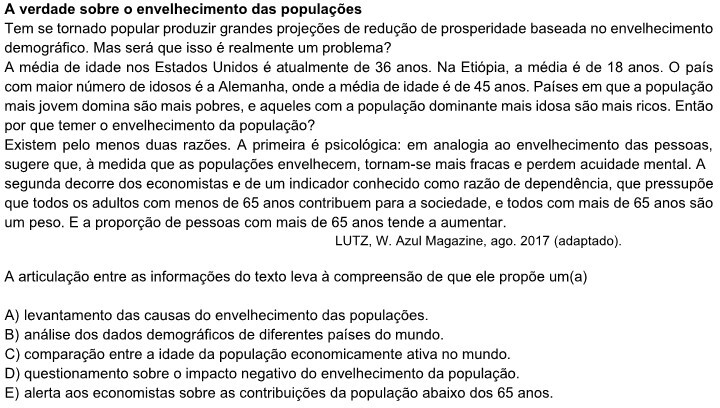 A verdade sobre o envelhecimento das populações
Tem se tornado popular produzir grandes projeções de redução de prosperidade baseada no envelhecimento
demográfico. Mas será que isso é realmente um problema?
A média de idade nos Estados Unidos é atualmente de 36 anos. Na Etiópia, a média é de 18 anos. O país
com maior número de idosos é a Alemanha, onde a média de idade é de 45 anos. Países em que a população
mais jovem domina são mais pobres, e aqueles com a população dominante mais idosa são mais ricos. Então
por que temer o envelhecimento da população?
Existem pelo menos duas razões. A primeira é psicológica: em analogia ao envelhecimento das pessoas,
sugere que, à medida que as populações envelhecem, tornam-se mais fracas e perdem acuidade mental. A
segunda decorre dos economistas e de um indicador conhecido como razão de dependência, que pressupõe
que todos os adultos com menos de 65 anos contribuem para a sociedade, e todos com mais de 65 anos são
um peso. E a proporção de pessoas com mais de 65 anos tende a aumentar.
LUTZ, W. Azul Magazine, ago. 2017 (adaptado).
A articulação entre as informações do texto leva à compreensão de que ele propõe um(a)
A) levantamento das causas do envelhecimento das populações.
B) análise dos dados demográficos de diferentes países do mundo.
C) comparação entre a idade da população economicamente ativa no mundo.
D) questionamento sobre o impacto negativo do envelhecimento da população.
E) alerta aos economistas sobre as contribuições da população abaixo dos 65 anos.